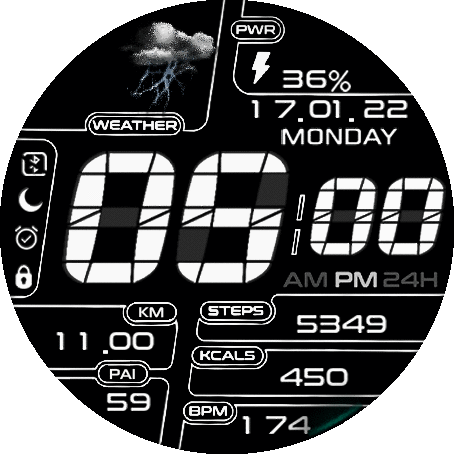 PWR
36%
17.01.22
MONDAY
WEATHER
05:00
AM PM 24H
KM
11.00
STEPS
5349
KCALS
450
PAI
59
BPM
174